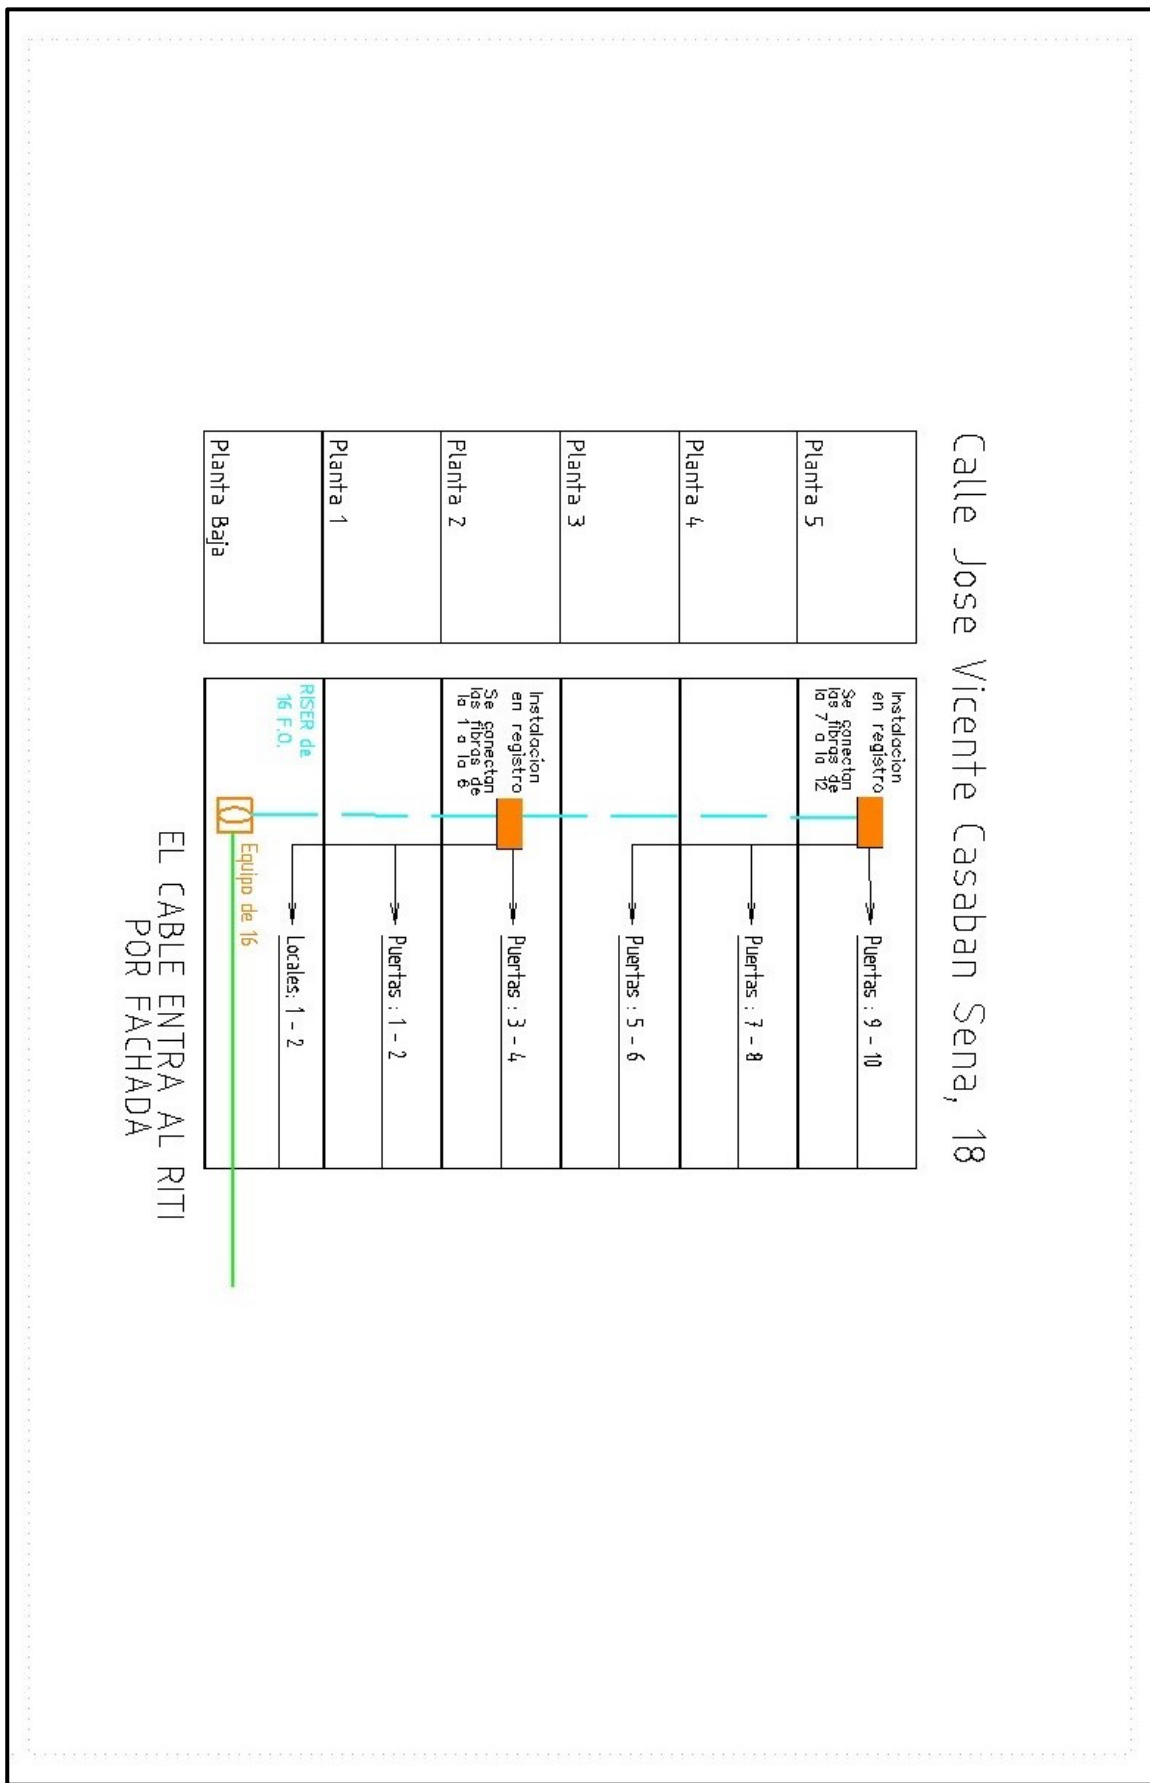 Calle Jose Vicente Casaban Sena, 18
Planta 5
Instalacion
en registro
Se conectan
las fibras de
la 7 a la 12
Puertas : 9 - 10
Planta 4
Puertas : 7 - 8
Planta 3
Puertas : 5 - 6
Planta 2
Instalacion
en registro
Se conectan
las fibras de
la 1 a la 6
Puertas : 3 - 4
Planta 1
Puertas : 1 - 2
Planta Baja
RISER de
16 F.O.
Locales: 1 - 2
Equipo de 16
EL CABLE ENTRA AL RITI
POR FACHADA